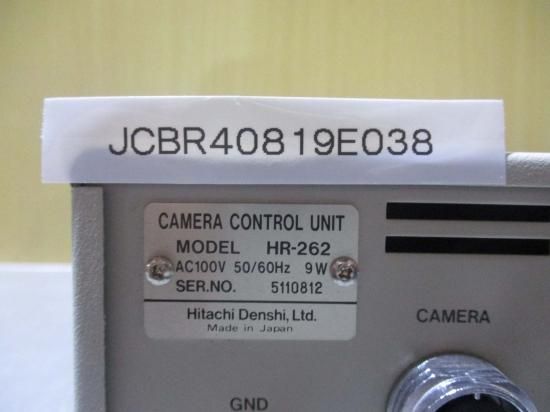 JCBR40819E038
CAMERA CONTROL UNIT
MODEL HR-262
AC100V 50/60Hz 9W
SER.NO. 5110812
Hitachi Denshi, Ltd.
Made in Japan
CAMERA
GND